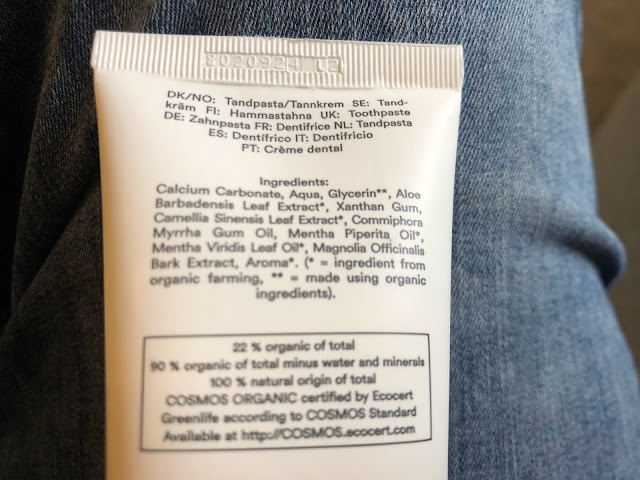 8020924 12
DK/NO: Tandpasta/Tannkrem SE: Tand-
kräm FI: Hammastahna UK: Toothpaste
DE: Zahnpasta FR: Dentifrice NL: Tandpasta
ES: Dentífrico IT: Dentifricio
PT: Crème dental
Ingredients:
Calcium Carbonate, Aqua, Glycerin**, Aloe
Barbadensis Leaf Extract*, Xanthan Gum,
Camellia Sinensis Leaf Extract*, Commiphora
Myrrha Gum Oil, Mentha Piperita Oil*,
Mentha Viridis Leaf Oil*, Magnolia Officinalis
Bark Extract, Aroma*. (* = ingredient from
organic farming, ** = made using organic
ingredients).
22 % organic of total
90 % organic of total minus water and minerals
100 % natural origin of total
COSMOS ORGANIC certified by Ecocert
Greenlife according to COSMOS Standard
Available at http://COSMOS.ecocert.com